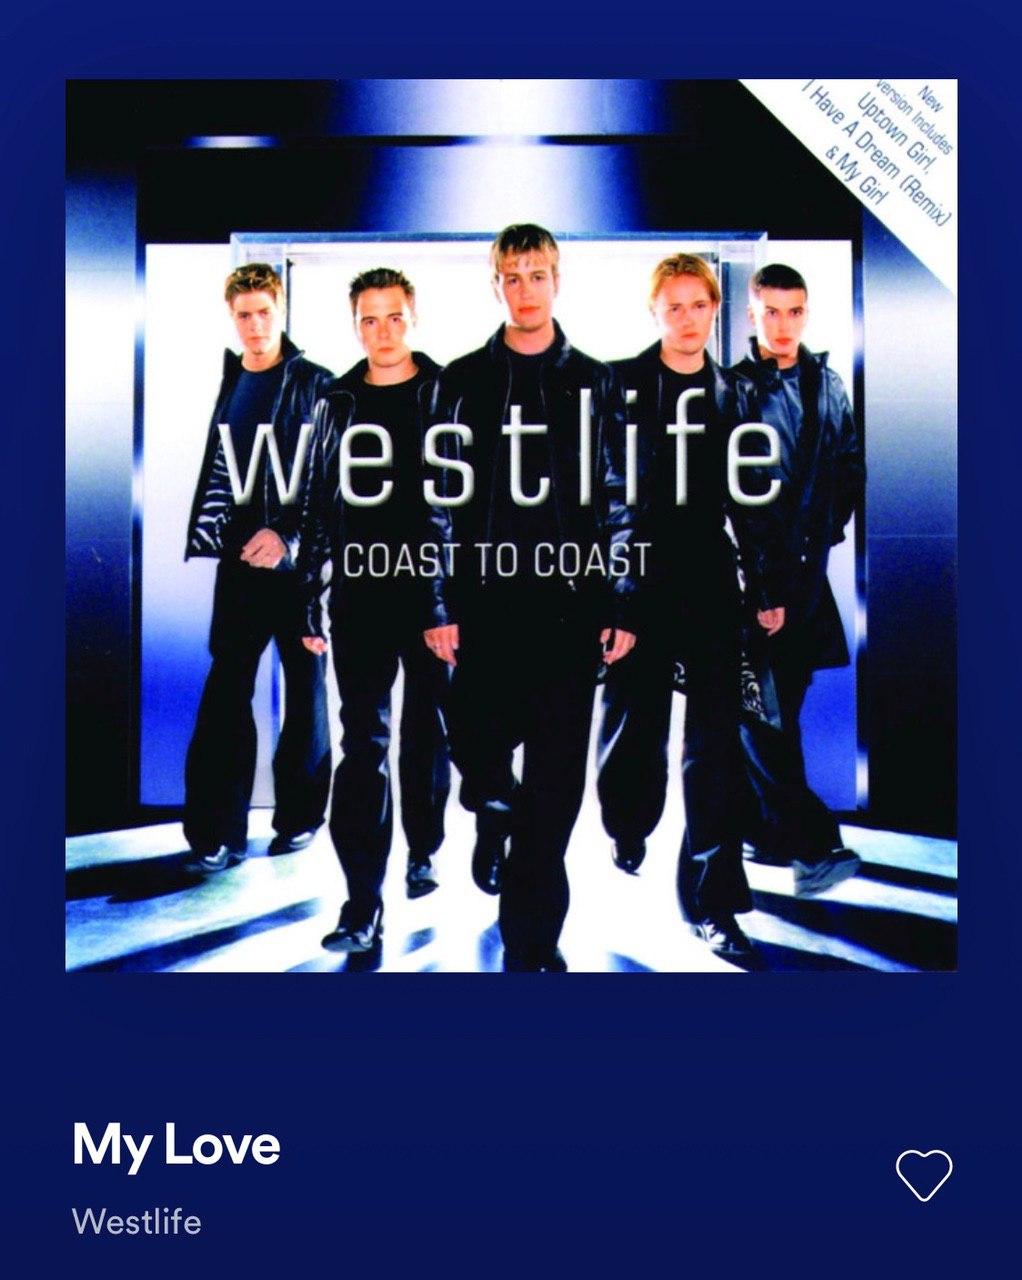 New
version Includes
Uptown Girl,
I Have A Dream (Remix)
& My Girl
westlife
COAST TO COAST
My Love
Westlife